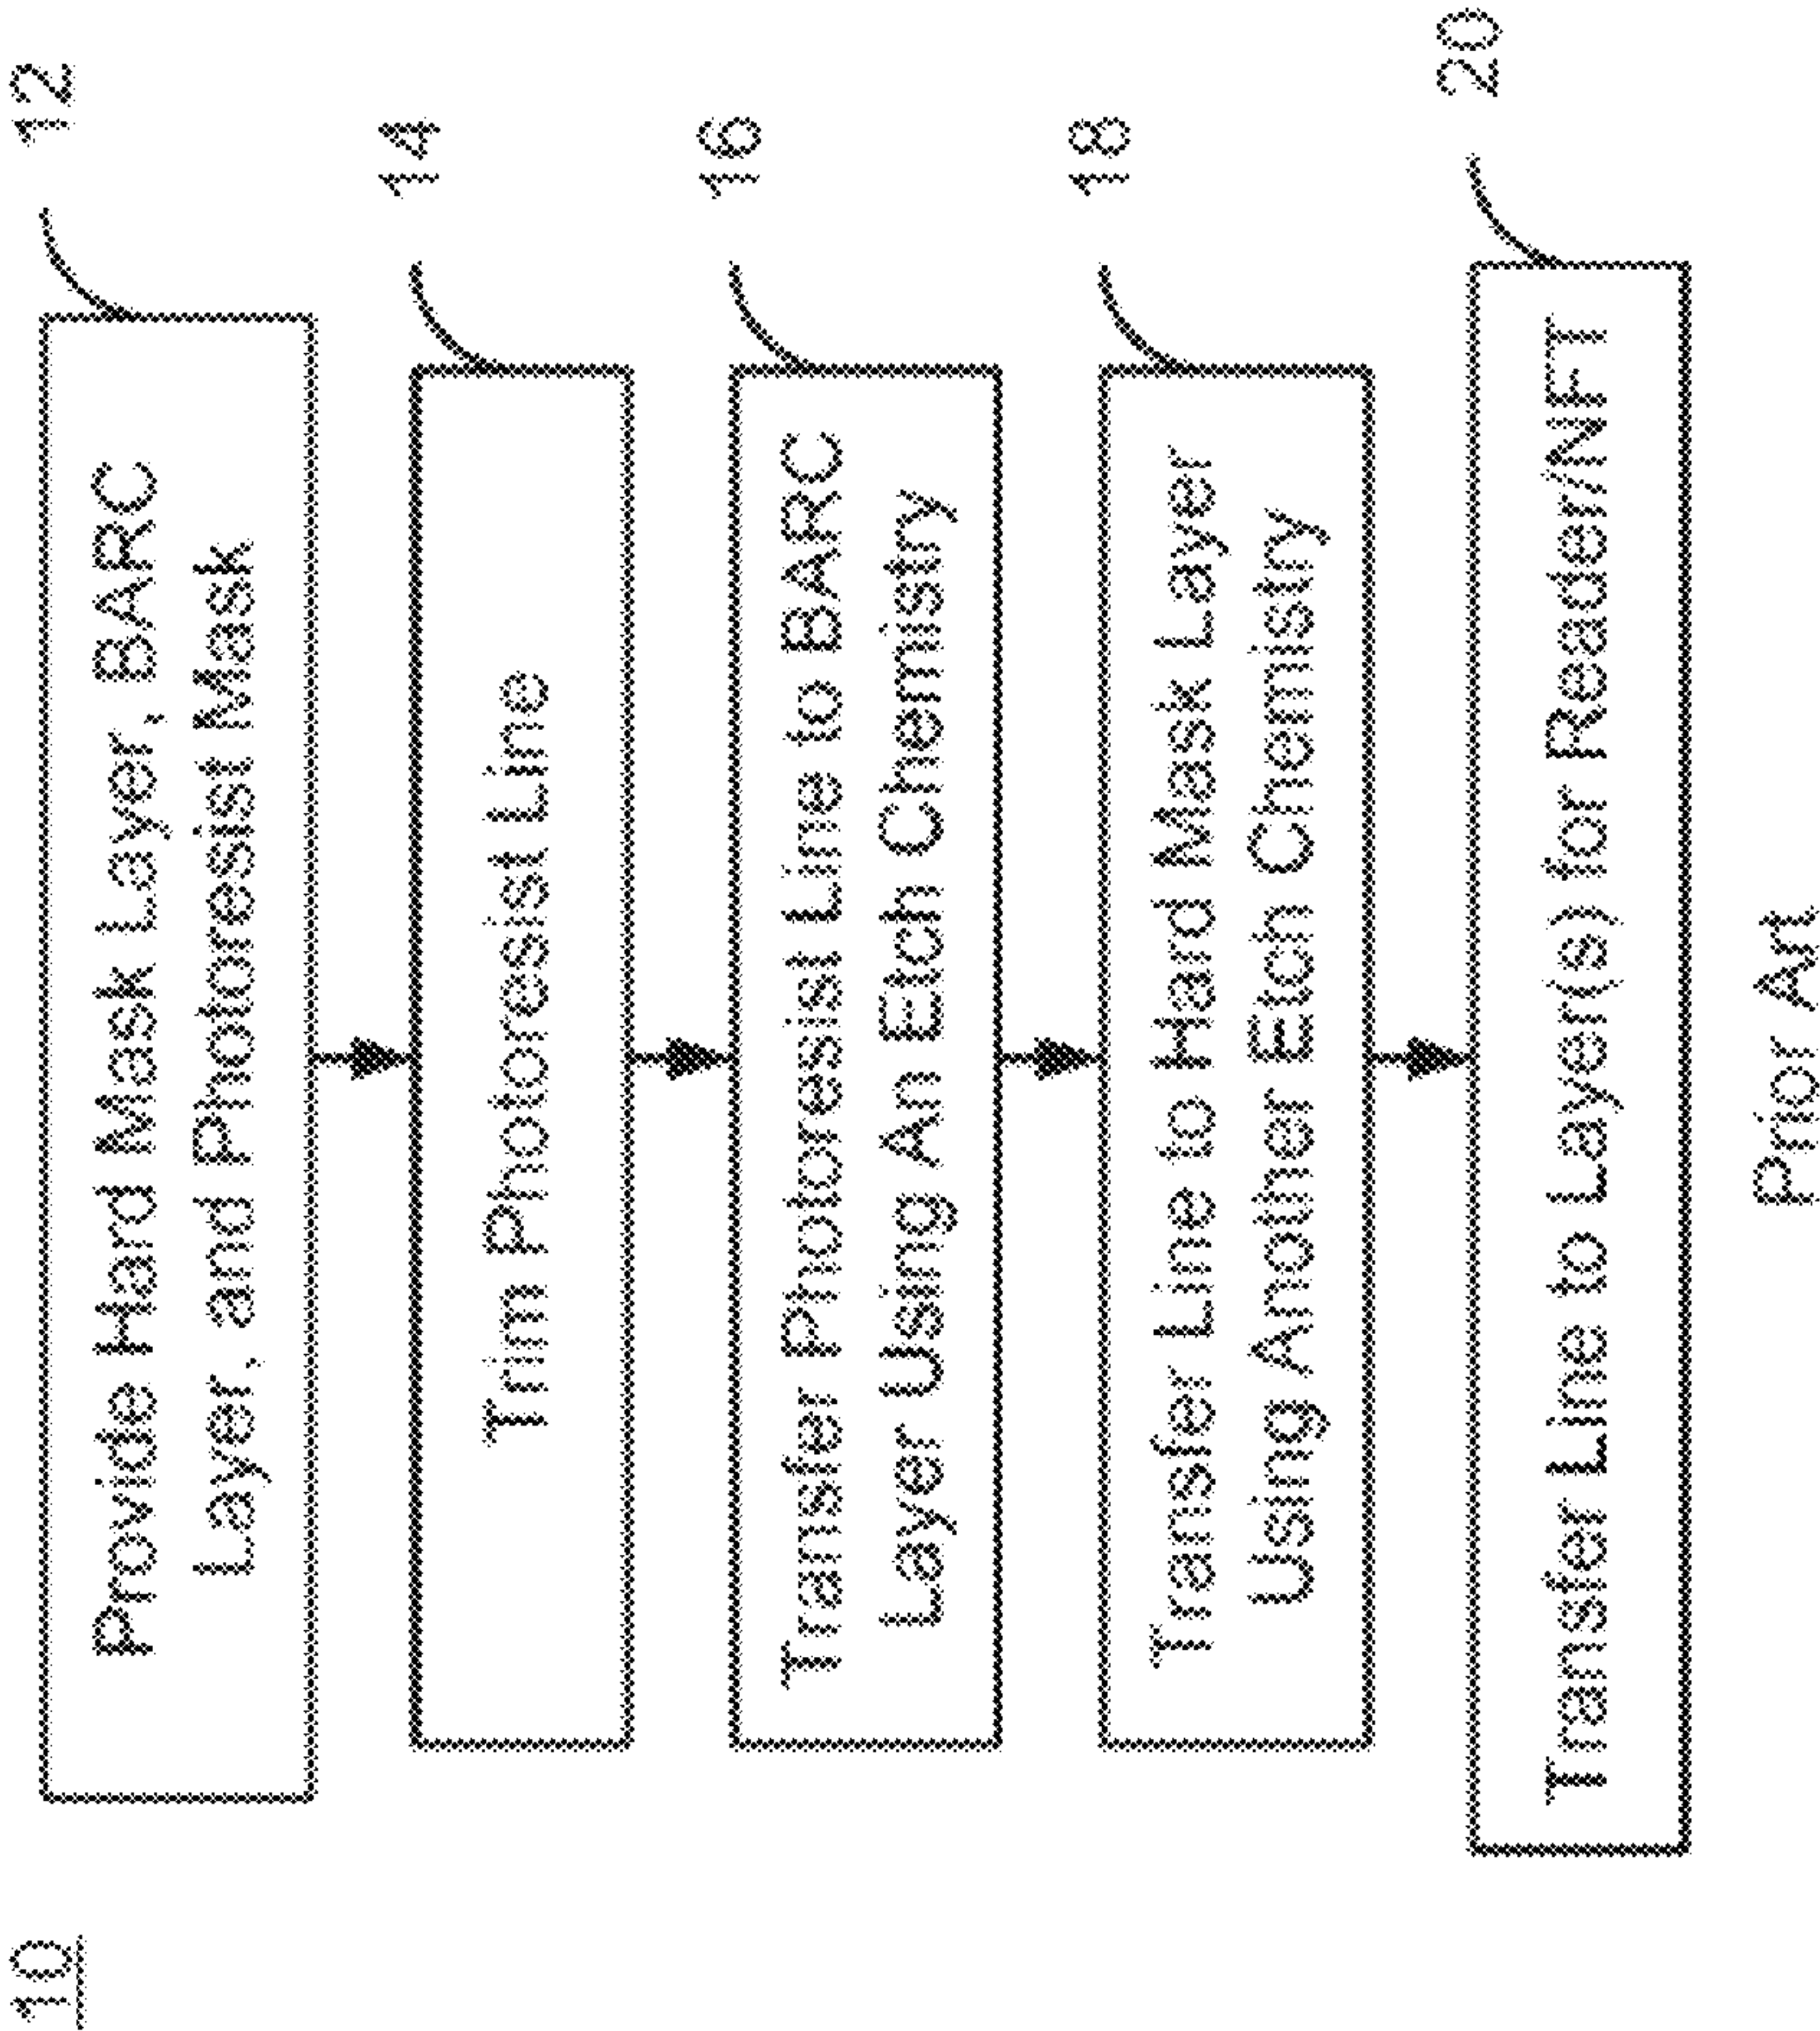 10
12
Provide Hard Mask Layer, BARC
Layer, and Photoresist Mask
14
Trim Photoresist Line
16
Transfer Photoresist Line to BARC
Layer Using An Etch Chemistry
18
Transfer Line to Hard Mask Layer
Using Another Etch Chemistry
20
Transfer Line to Layer(s) for Reader/NFT
Prior Art